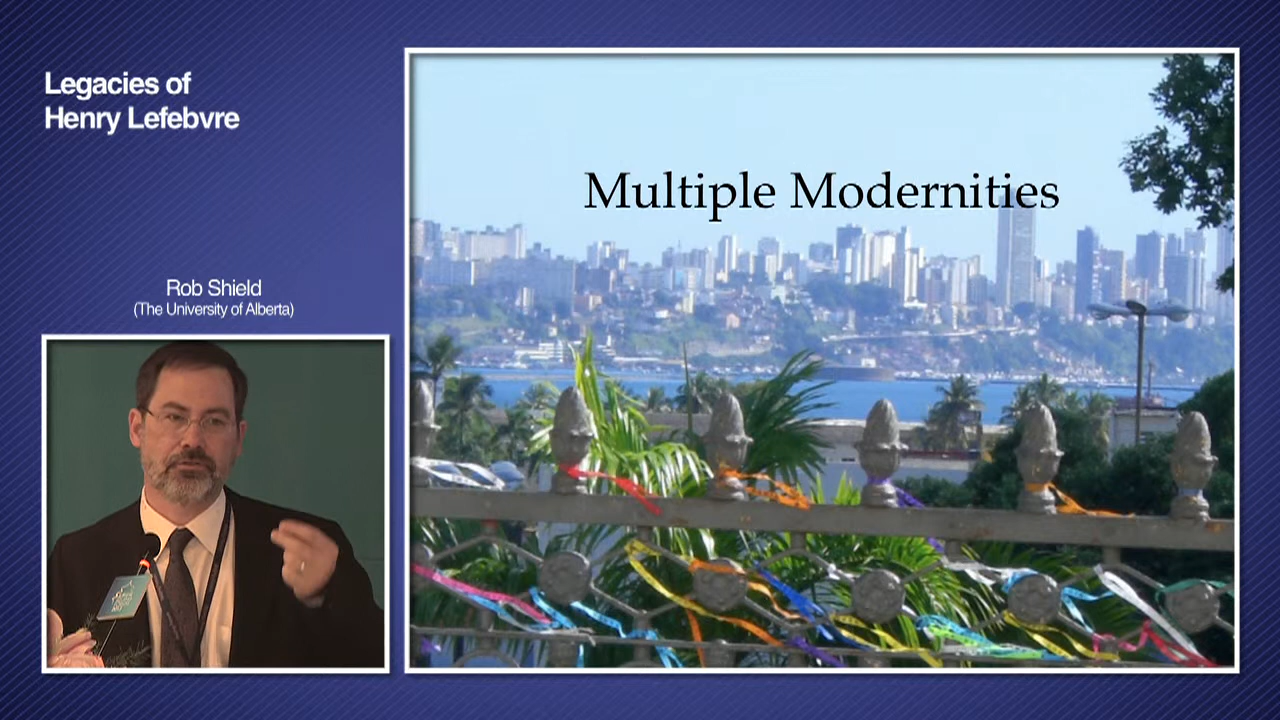 Legacies of
Henry Lefebvre
Multiple Modernities
Rob Shield
(The University of Alberta)